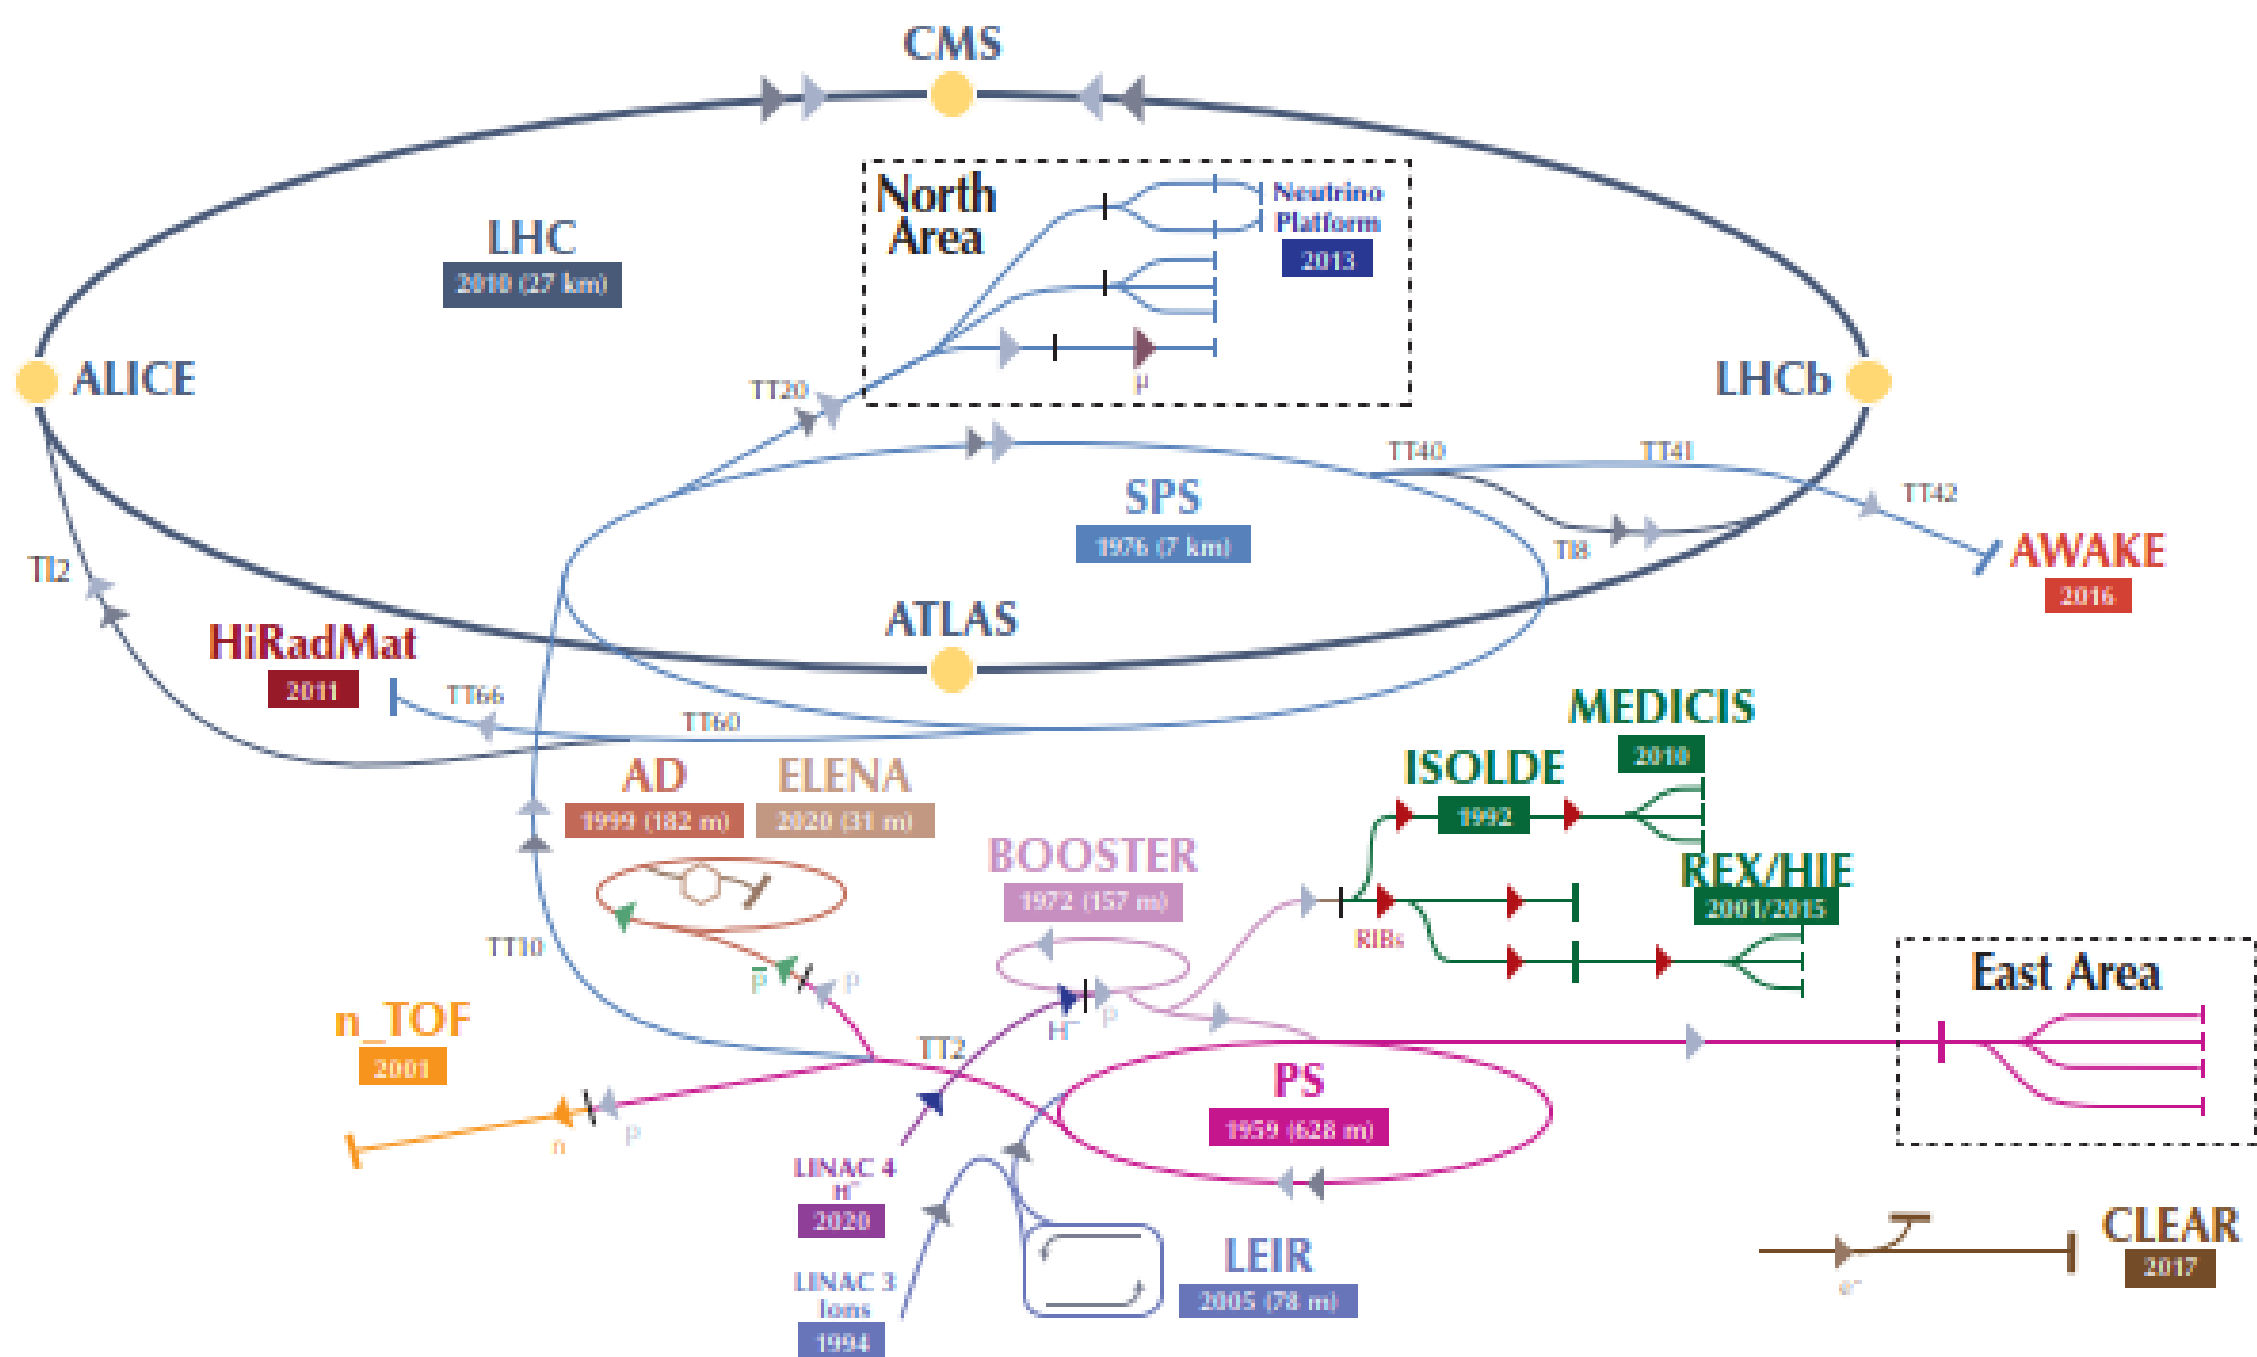 CMS
North
Area
Neutrino
Platform
2013
LHC
2010 (27 km)
μ
ALICE
LHCb
TT20
TT40
TT41
TT42
SPS
1976 (7 km)
TI8
AWAKE
2016
TI2
ATLAS
HiRadMat
2011
TT66
TT60
MEDICIS
2010
ISOLDE
1992
AD
1999 (182 m)
ELENA
2020 (31 m)
BOOSTER
1972 (157 m)
REX/HIE
2001/2015
RIBs
TT10
p̄
p
H⁻
p
East Area
n_TOF
2001
TT2
n
p
PS
1959 (628 m)
LINAC 4
H⁻
2020
LEIR
2005 (78 m)
LINAC 3
Ions
1994
CLEAR
2017
e⁻